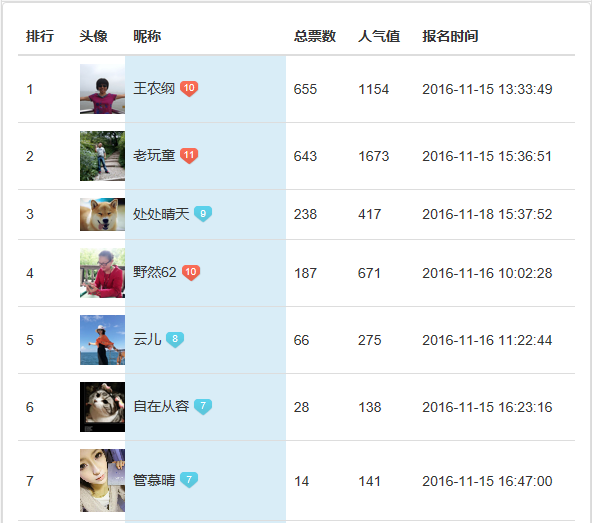 排行 头像 昵称 总票数 人气值 报名时间
1 王农纲 10 655 1154 2016-11-15 13:33:49
2 老玩童 11 643 1673 2016-11-15 15:36:51
3 处处晴天 9 238 417 2016-11-18 15:37:52
4 野然62 10 187 671 2016-11-16 10:02:28
5 云儿 8 66 275 2016-11-16 11:22:44
6 自在从容 7 28 138 2016-11-15 16:23:16
7 管慕晴 7 14 141 2016-11-15 16:47:00